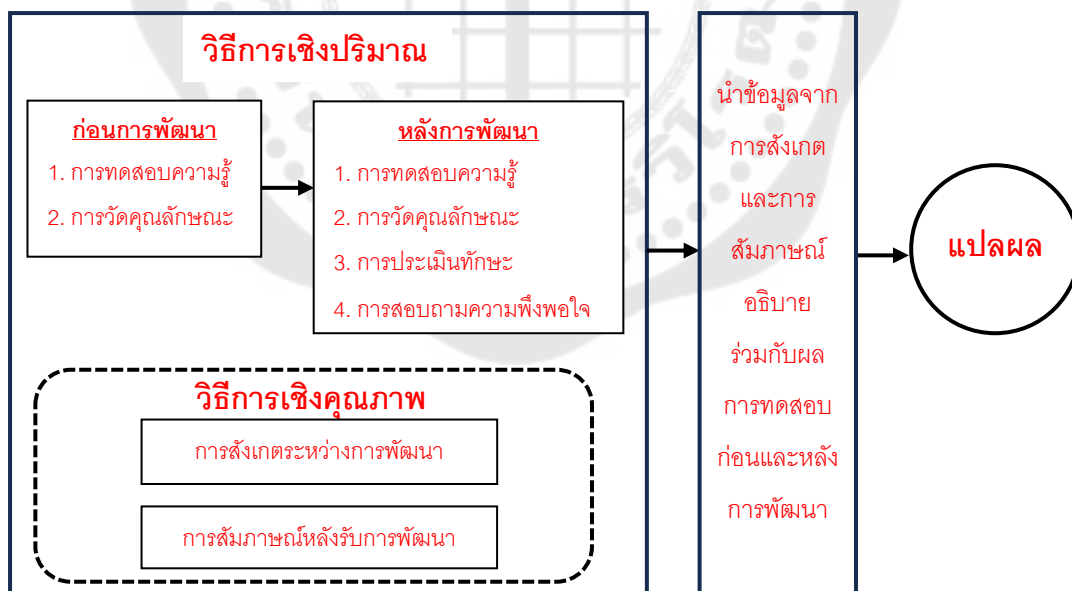 วิธีการเชิงปริมาณ
ก่อนการพัฒนา
1. การทดสอบความรู้
2. การวัดคุณลักษณะ
หลังการพัฒนา
1. การทดสอบความรู้
2. การวัดคุณลักษณะ
3. การประเมินทักษะ
4. การสอบถามความพึงพอใจ
วิธีการเชิงคุณภาพ
การสังเกตระหว่างการพัฒนา
การสัมภาษณ์หลังรับการพัฒนา
นำข้อมูลจาก
การสังเกต
และการ
สัมภาษณ์
อธิบาย
ร่วมกับผล
การทดสอบ
ก่อนและหลัง
การพัฒนา
แปลผล